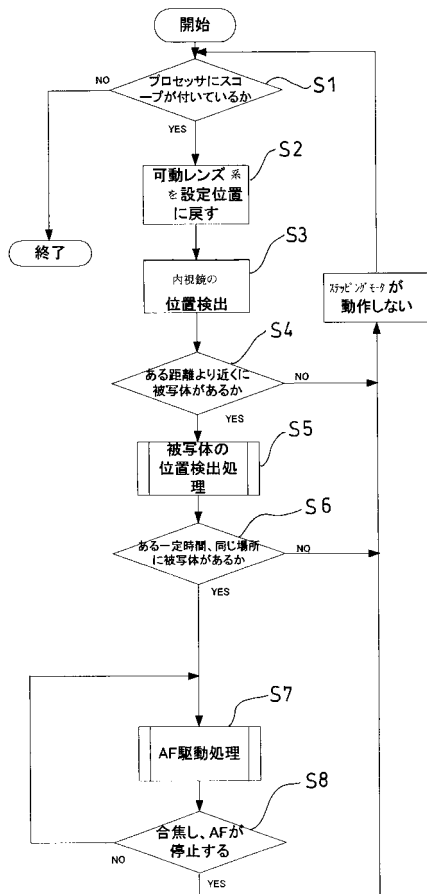 開始
プロセッサにスコ
ープが付いているか
S1
NO
YES
S2
可動レンズ系
を設定位置
に戻す
終了
S3
内視鏡の
位置検出
ステッピングモータが
動作しない
S4
ある距離より近くに
被写体があるか
NO
YES
S5
被写体の
位置検出処
理
S6
ある一定時間、同じ場所
に被写体があるか
NO
YES
S7
AF駆動処理
S8
合焦し、AFが
停止する
NO
YES